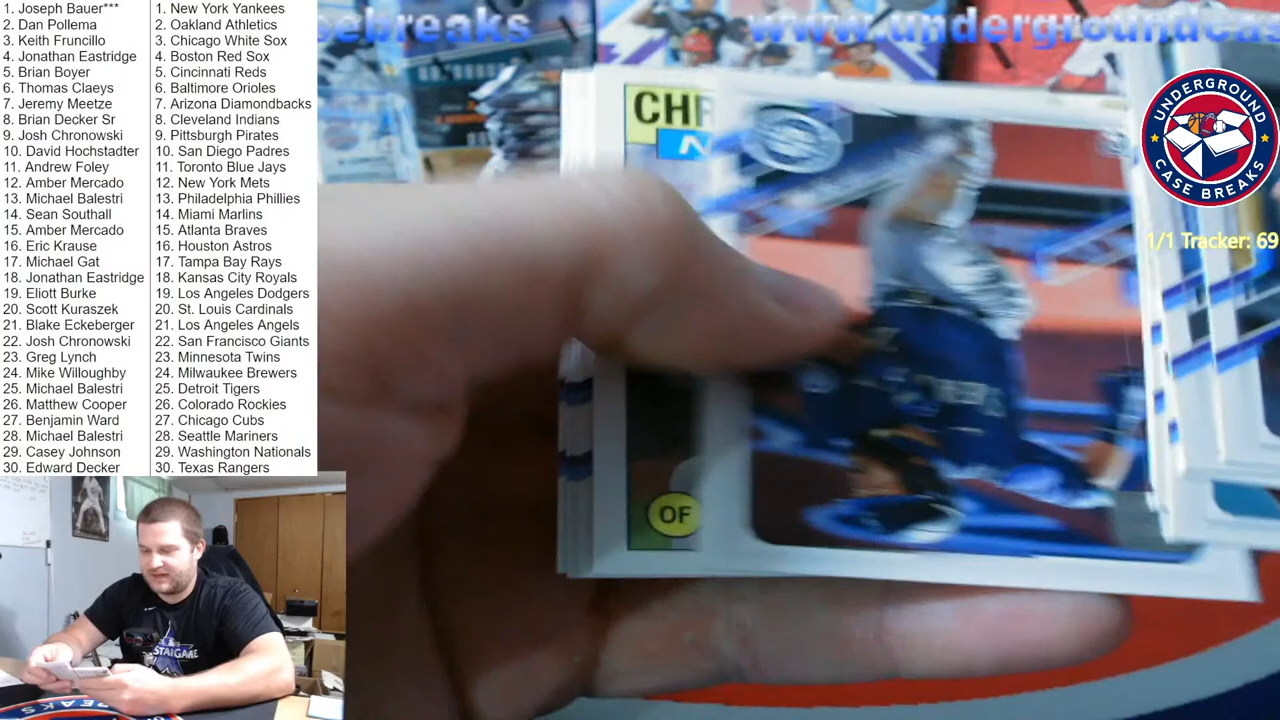 1. Joseph Bauer***
2. Dan Pollema
3. Keith Fruncillo
4. Jonathan Eastridge
5. Brian Boyer
6. Thomas Claeys
7. Jeremy Meetze
8. Brian Decker Sr
9. Josh Chronowski
10. David Hochstadter
11. Andrew Foley
12. Amber Mercado
13. Michael Balestri
14. Sean Southall
15. Amber Mercado
16. Eric Krause
17. Michael Gat
18. Jonathan Eastridge
19. Eliott Burke
20. Scott Kuraszek
21. Blake Eckeberger
22. Josh Chronowski
23. Greg Lynch
24. Mike Willoughby
25. Michael Balestri
26. Matthew Cooper
27. Benjamin Ward
28. Michael Balestri
29. Casey Johnson
30. Edward Decker
1. New York Yankees
2. Oakland Athletics
3. Chicago White Sox
4. Boston Red Sox
5. Cincinnati Reds
6. Baltimore Orioles
7. Arizona Diamondbacks
8. Cleveland Indians
9. Pittsburgh Pirates
10. San Diego Padres
11. Toronto Blue Jays
12. New York Mets
13. Philadelphia Phillies
14. Miami Marlins
15. Atlanta Braves
16. Houston Astros
17. Tampa Bay Rays
18. Kansas City Royals
19. Los Angeles Dodgers
20. St. Louis Cardinals
21. Los Angeles Angels
22. San Francisco Giants
23. Minnesota Twins
24. Milwaukee Brewers
25. Detroit Tigers
26. Colorado Rockies
27. Chicago Cubs
28. Seattle Mariners
29. Washington Nationals
30. Texas Rangers
sebreaks www.undergroundcas
CHR
OF
UNDERGROUND
CASE BREAKS
1/1 Tracker: 69
BREAKS